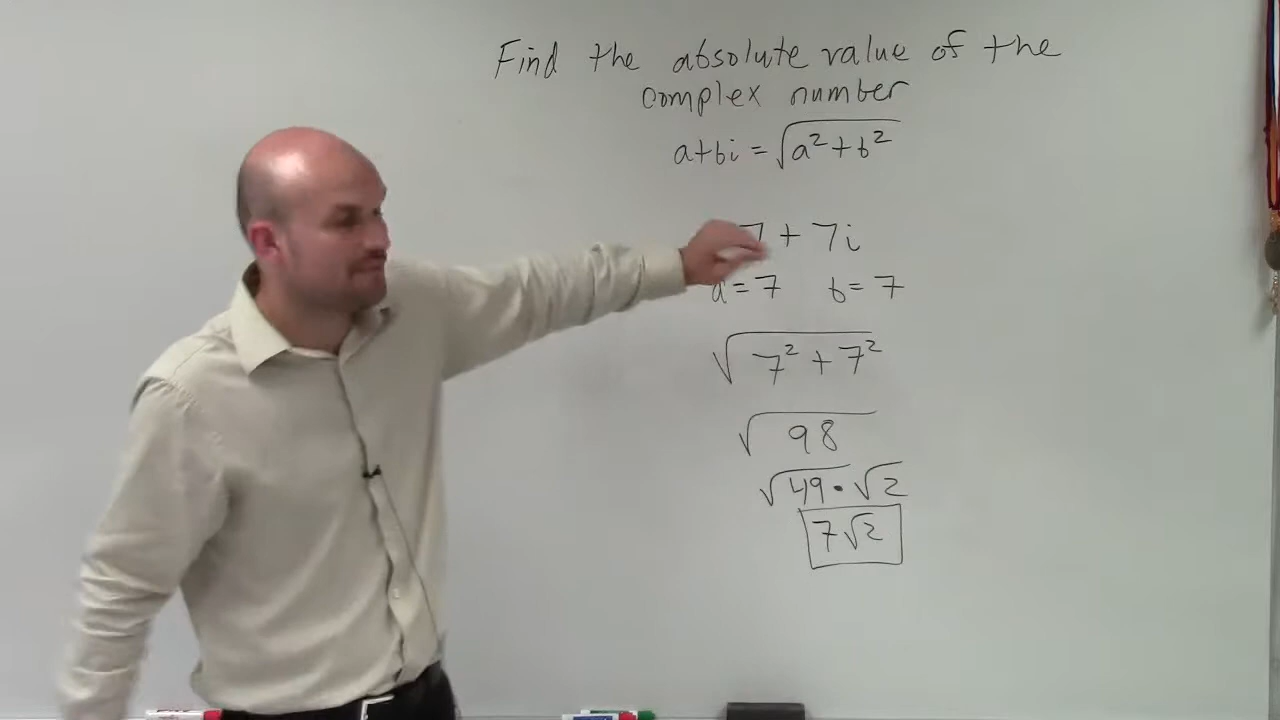 Find the absolute value of the
complex number
a+bi = √a²+b²
7 + 7i
a = 7 b = 7
√7² + 7²
√98
√49 · √2
7√2